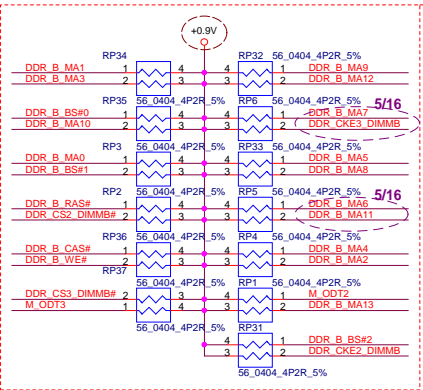 +0.9V
RP34 RP32 56_0404_4P2R_5%
DDR_B_MA1 1 4 4 1 DDR_B_MA9
DDR_B_MA3 2 3 3 2 DDR_B_MA12
RP35 56_0404_4P2R_5% RP6 56_0404_4P2R_5% 5/16
DDR_B_BS#0 1 4 4 1 DDR_B_MA7
DDR_B_MA10 2 3 3 2 DDR_CKE3_DIMMB
RP3 56_0404_4P2R_5% RP33 56_0404_4P2R_5%
DDR_B_MA0 1 4 4 1 DDR_B_MA5
DDR_B_BS#1 2 3 3 2 DDR_B_MA8
RP2 56_0404_4P2R_5% RP5 56_0404_4P2R_5% 5/16
DDR_B_RAS# 1 4 4 1 DDR_B_MA6
DDR_CS2_DIMMB# 2 3 3 2 DDR_B_MA11
RP36 56_0404_4P2R_5% RP4 56_0404_4P2R_5%
DDR_B_CAS# 1 4 4 1 DDR_B_MA4
DDR_B_WE# 2 3 3 2 DDR_B_MA2
RP37 56_0404_4P2R_5% RP1 56_0404_4P2R_5%
DDR_CS3_DIMMB# 2 3 4 1 M_ODT2
M_ODT3 1 4 3 2 DDR_B_MA13
56_0404_4P2R_5% RP31 56_0404_4P2R_5%
4 1 DDR_B_BS#2
3 2 DDR_CKE2_DIMMB
56_0404_4P2R_5%